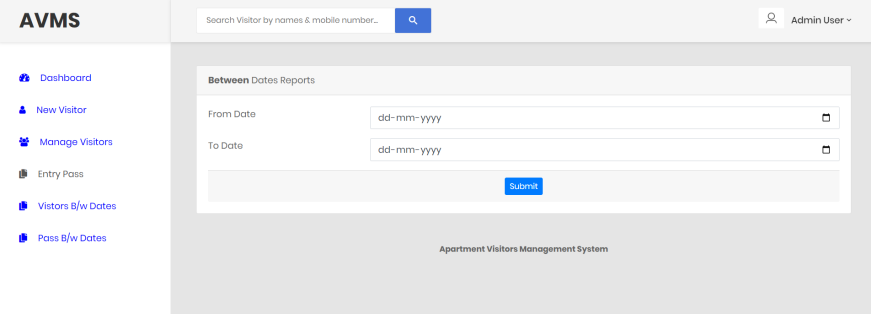 AVMS
Search Visitor by names & mobile number...
Admin User
Dashboard
New Visitor
Manage Visitors
Entry Pass
Vistors B/w Dates
Pass B/w Dates
Between Dates Reports
From Date
dd-mm-yyyy
To Date
dd-mm-yyyy
Submit
Apartment Visitors Management System